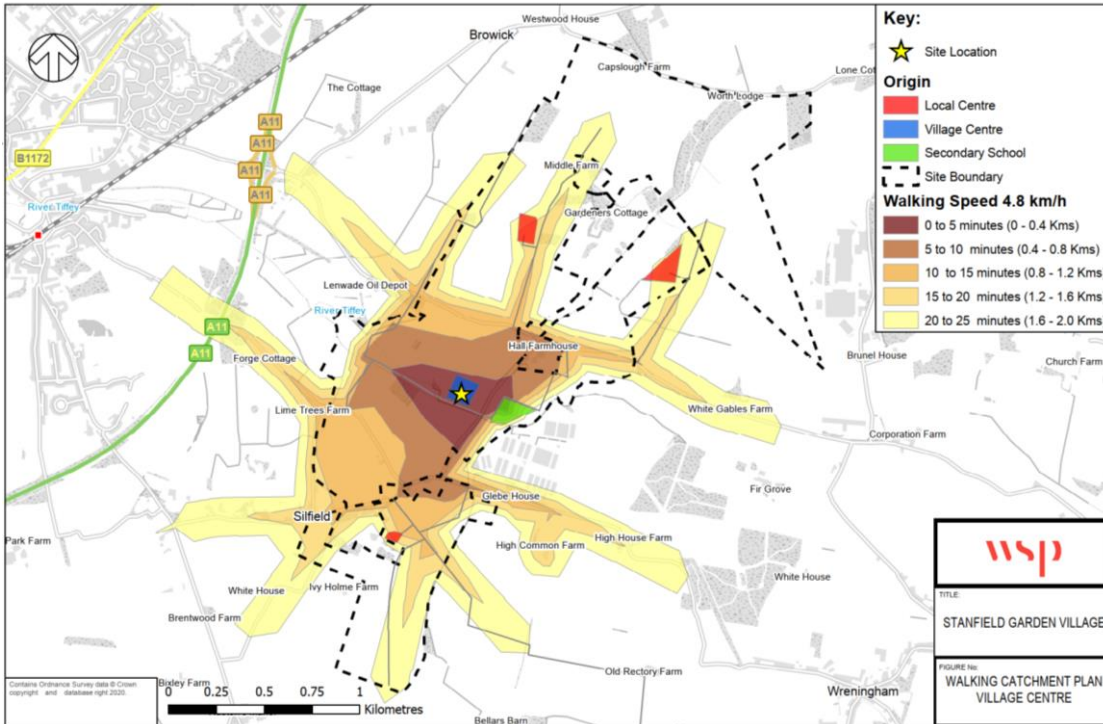 Westwood House
Browick
Capslough Farm
Lone Cot
The Cottage
Worth Lodge
A11
A11
A11
A11
B1172
Middle Farm
River Tiffey
Gardeners Cottage
Lenwade Oil Depot
River Tiffey
A11
A11
Hall Farmhouse
Forge Cottage
Brunel House
Church Farm
Lime Trees Farm
White Gables Farm
Corporation Farm
Glebe House
Fir Grove
Silfield
Park Farm
High Common Farm
High House Farm
White House
White House
Ivy Holme Farm
Brentwood Farm
Old Rectory Farm
Bixley Farm
Wreningham
Bellars Barn
0 0.25 0.5 0.75 1
Kilometres
Contains Ordnance Survey data © Crown
copyright and database right 2020.
Key:
Site Location
Origin
Local Centre
Village Centre
Secondary School
Site Boundary
Walking Speed 4.8 km/h
0 to 5 minutes (0 - 0.4 Kms)
5 to 10 minutes (0.4 - 0.8 Kms)
10 to 15 minutes (0.8 - 1.2 Kms)
15 to 20 minutes (1.2 - 1.6 Kms)
20 to 25 minutes (1.6 - 2.0 Kms)
wsp
TITLE:
STANFIELD GARDEN VILLAGE
FIGURE No:
WALKING CATCHMENT PLAN
VILLAGE CENTRE